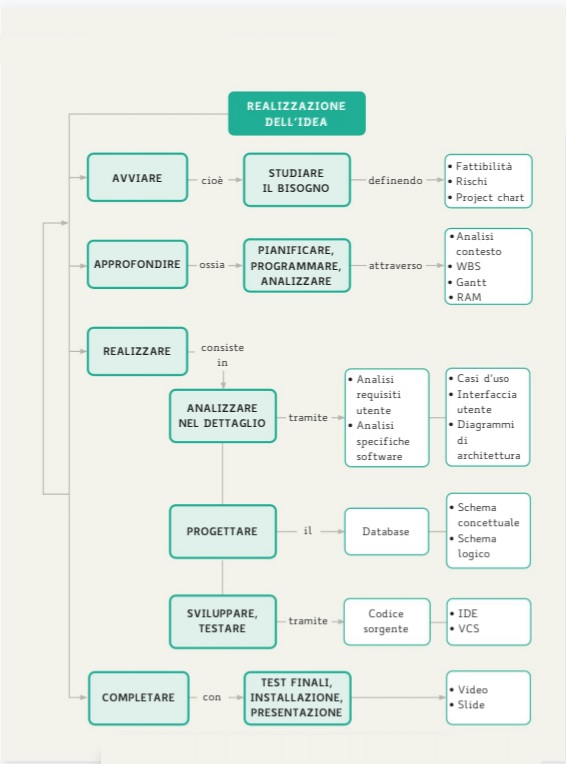 REALIZZAZIONE
DELL'IDEA
AVVIARE
cioè
STUDIARE
IL BISOGNO
definendo
• Fattibilità
• Rischi
• Project chart
APPROFONDIRE
ossia
PIANIFICARE,
PROGRAMMARE,
ANALIZZARE
attraverso
• Analisi
contesto
• WBS
• Gantt
• RAM
REALIZZARE
consiste
in
ANALIZZARE
NEL DETTAGLIO
tramite
• Analisi
requisiti
utente
• Analisi
specifiche
software
• Casi d'uso
• Interfaccia
utente
• Diagrammi
di
architettura
PROGETTARE
il
Database
• Schema
concettuale
• Schema
logico
SVILUPPARE,
TESTARE
tramite
Codice
sorgente
• IDE
• VCS
COMPLETARE
con
TEST FINALI,
INSTALLAZIONE,
PRESENTAZIONE
• Video
• Slide